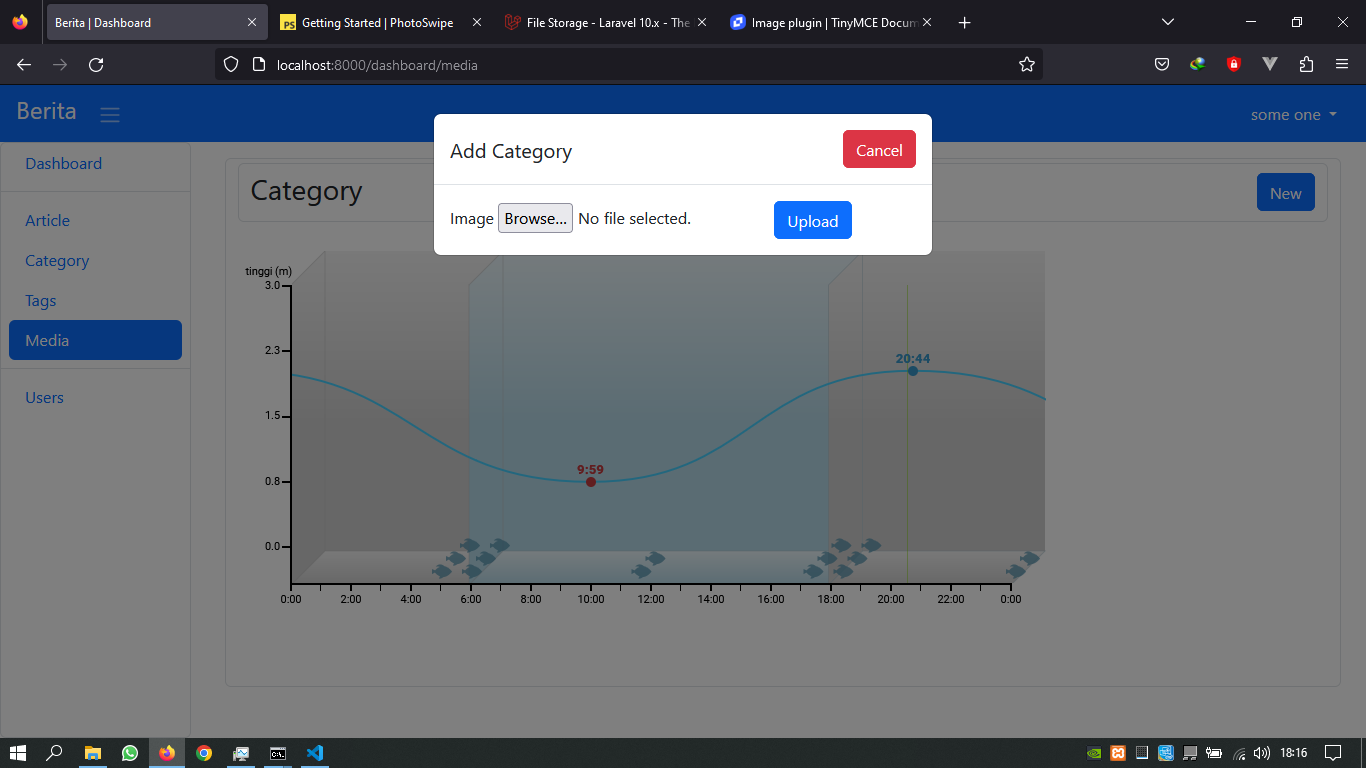 Berita | Dashboard
Getting Started | PhotoSwipe
File Storage - Laravel 10.x - The
Image plugin | TinyMCE Docum
localhost:8000/dashboard/media
Berita
some one
Add Category
Cancel
Image Browse... No file selected.
Upload
Dashboard
Article
Category
Tags
Media
Users
Category
New
tinggi (m)
3.0
2.3
1.5
0.8
0.0
20:44
9:59
0:00 2:00 4:00 6:00 8:00 10:00 12:00 14:00 16:00 18:00 20:00 22:00 0:00
18:16